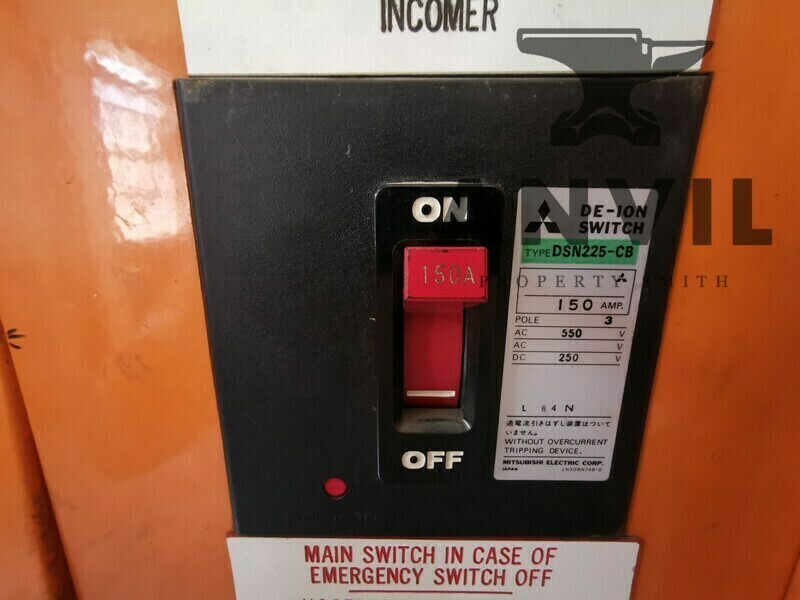 INCOMER
ANVIL
PROPERTY SMITH
ON
150A
OFF
DE-ION
SWITCH
TYPE DSN225-CB
150 AMP.
POLE 3
AC 550 V
AC V
DC 250 V
L 84 N
過電流引きはずし装置はついて
いません。
WITHOUT OVERCURRENT
TRIPPING DEVICE.
MITSUBISHI ELECTRIC CORP.
JAPAN
MAIN SWITCH IN CASE OF
EMERGENCY SWITCH OFF